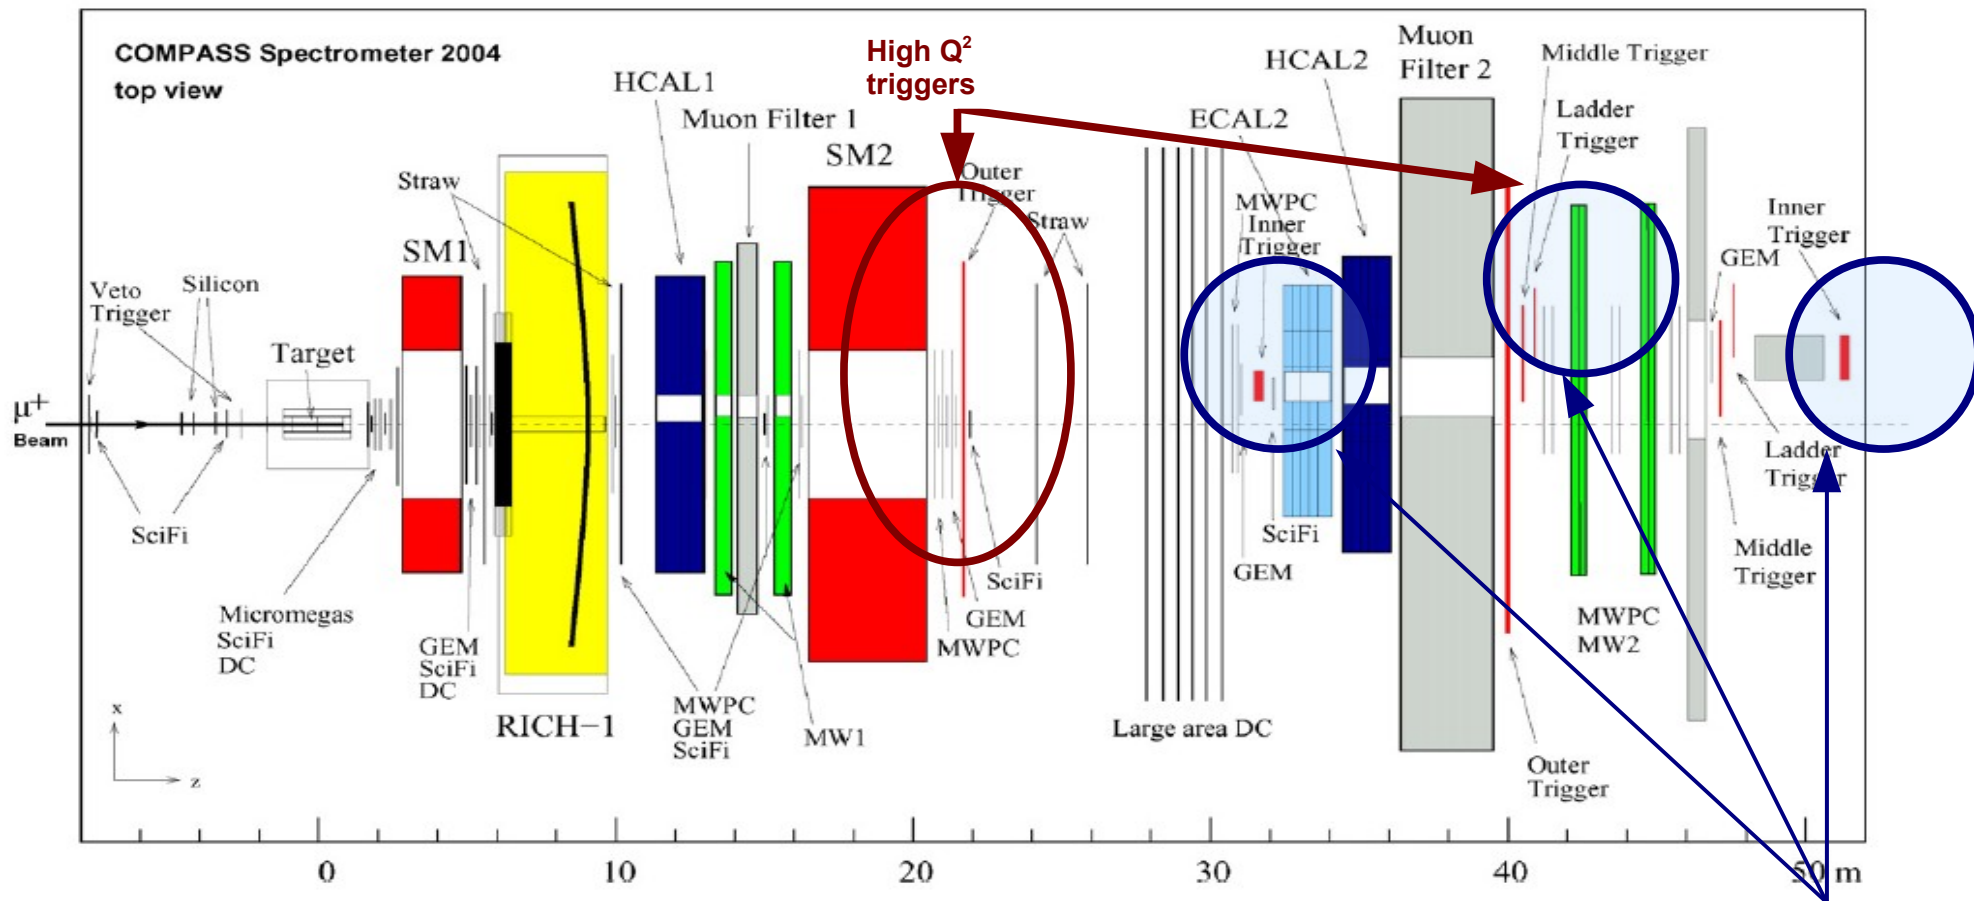 COMPASS Spectrometer 2004
top view
High Q²
triggers
Muon
Filter 2
Middle Trigger
HCAL2
HCAL1
Ladder
Trigger
ECAL2
Muon Filter 1
SM2
Outer
Trigger
Straw
MWPC
Inner
Trigger
Straw
Inner
Trigger
GEM
SM1
Silicon
Veto
Trigger
Target
μ+
Beam
Ladder
Trigger
SciFi
SciFi
GEM
SciFi
Middle
Trigger
Micromegas
SciFi
DC
GEM
SciFi
DC
GEM
MWPC
MWPC
MW2
x
z
RICH-1
MWPC
GEM
SciFi
MW1
Large area DC
Outer
Trigger
0 10 20 30 40 50 m